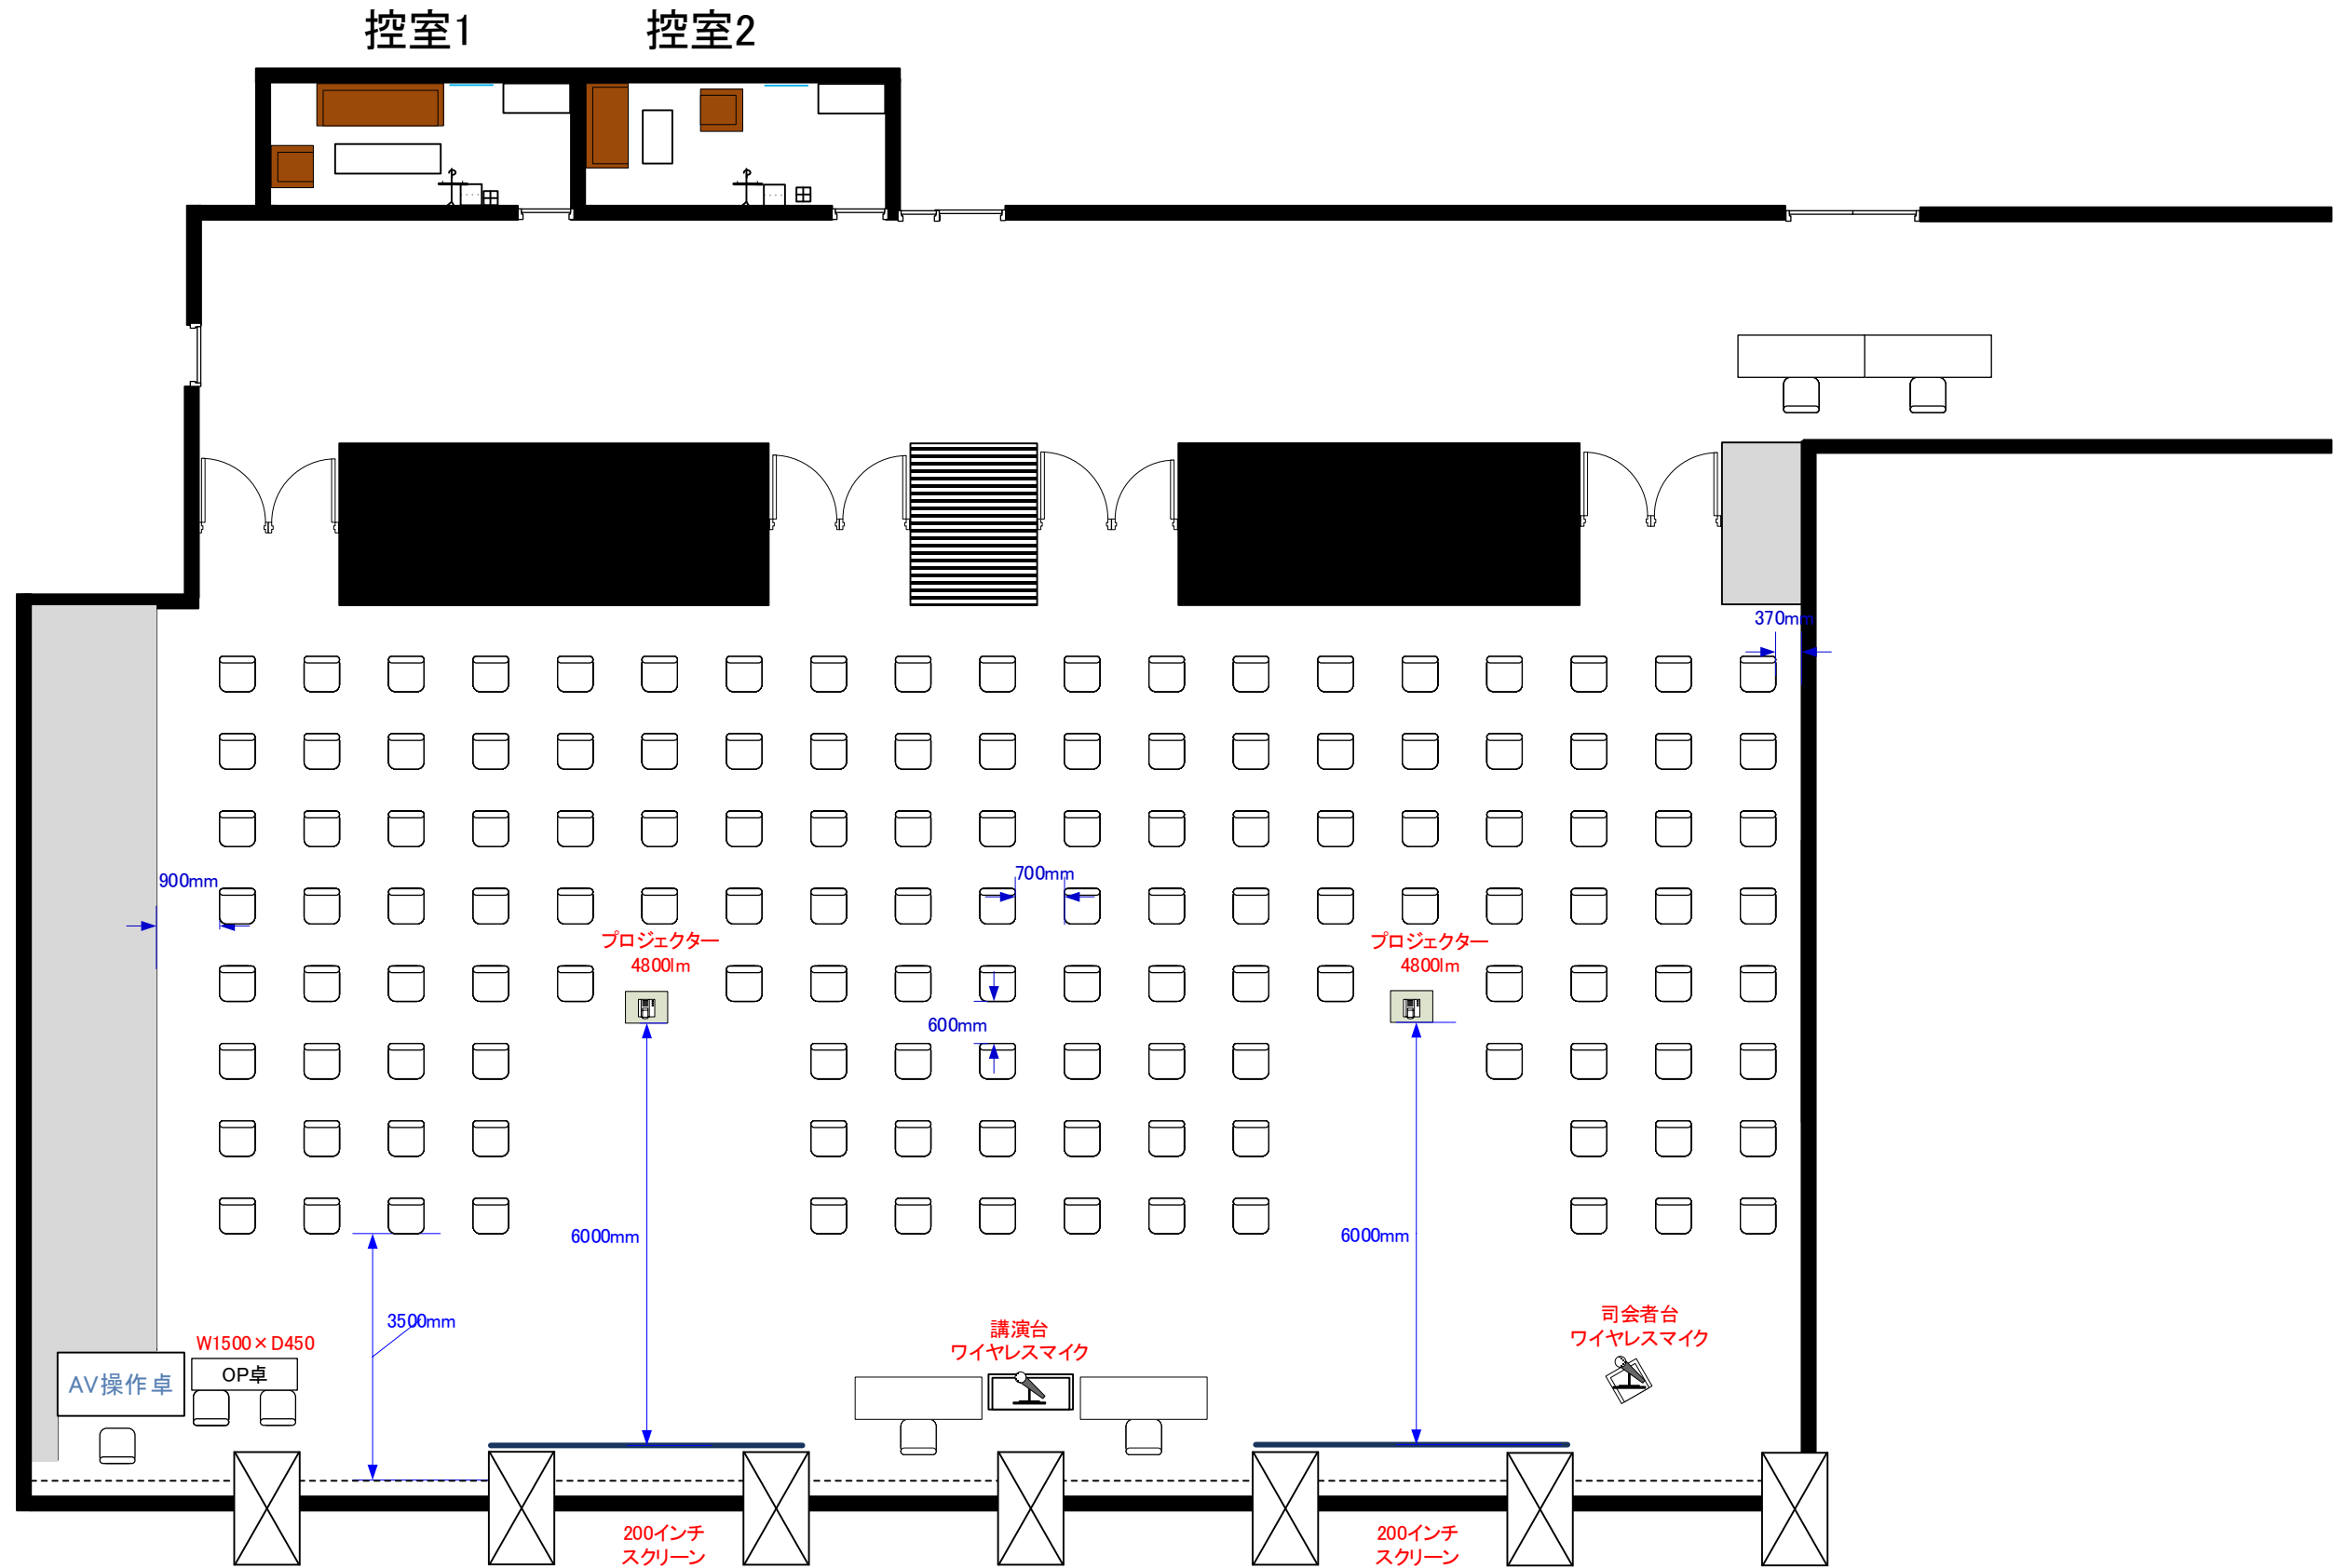 控室1
控室2
370mm
900mm
700mm
プロジェクター
4800lm
プロジェクター
4800lm
600mm
6000mm
6000mm
3500mm
W1500×D450
OP卓
AV操作卓
講演台
ワイヤレスマイク
司会者台
ワイヤレスマイク
200インチ
スクリーン
200インチ
スクリーン